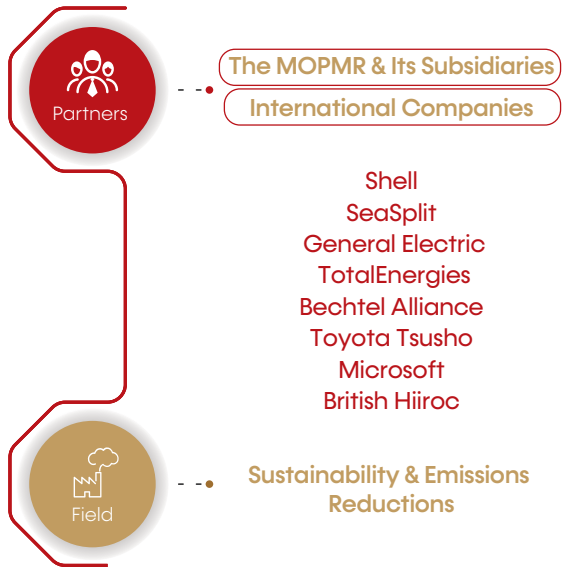 Partners
The MOPMR & Its Subsidiaries
International Companies
Shell
SeaSplit
General Electric
TotalEnergies
Bechtel Alliance
Toyota Tsusho
Microsoft
British Hiiroc
Field
Sustainability & Emissions
Reductions